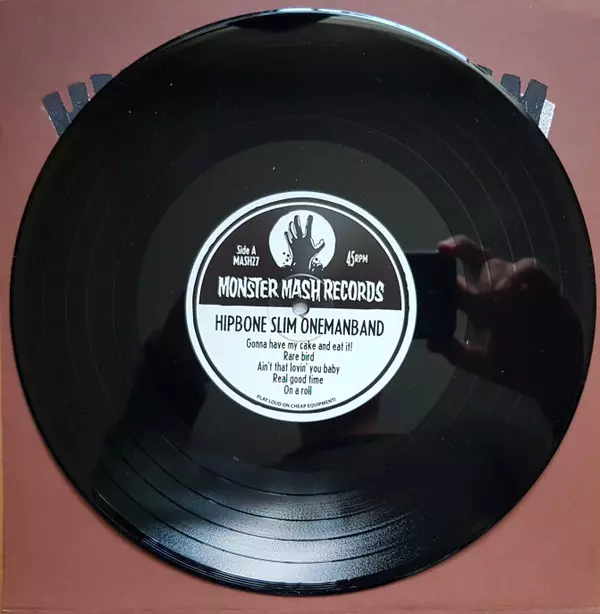 Side A
MASH27
45RPM
MONSTER MASH RECORDS
HIPBONE SLIM ONEMANBAND
Gonna have my cake and eat it!
Rare bird
Ain't that lovin' you baby
Real good time
On a roll
PLAY LOUD ON CHEAP EQUIPMENT!